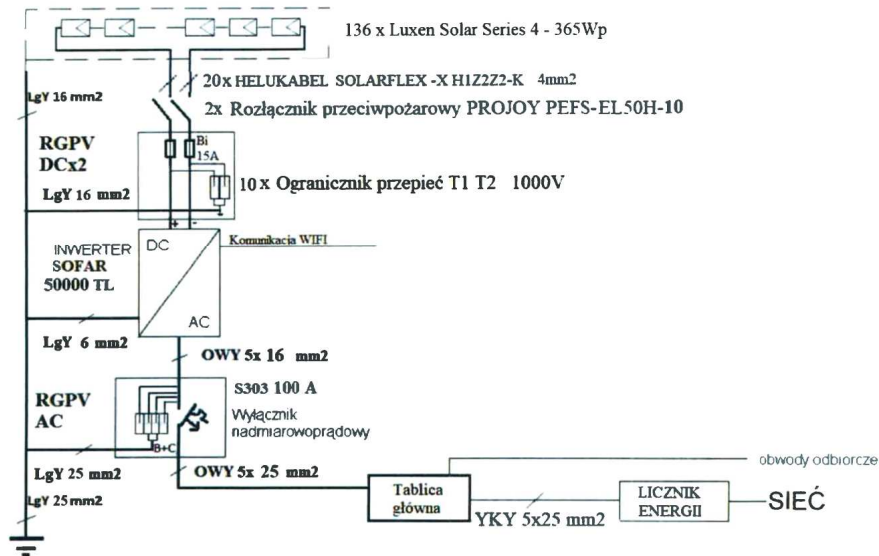 136 x Luxen Solar Series 4 - 365Wp
20x HELUKABEL SOLARFLEX -X H1Z2Z2-K 4mm2
LgY 16 mm2
2x Rozłącznik przeciwpożarowy PROJOY PEFS-EL50H-10
RGPV
DCx2
Bi
15A
10 x Ogranicznik przepięć T1 T2 1000V
LgY 16 mm2
+ -
INWERTER
SOFAR
50000 TL
DC
AC
Komunikacja WIFI
LgY 6 mm2
OWY 5x 16 mm2
RGPV
AC
S303 100 A
Wyłącznik
nadmiarowoprądowy
B+C
LgY 25 mm2
OWY 5x 25 mm2
LgY 25mm2
obwody odbiorcze
Tablica
główna
YKY 5x25 mm2
LICZNIK
ENERGII
SIEĆ